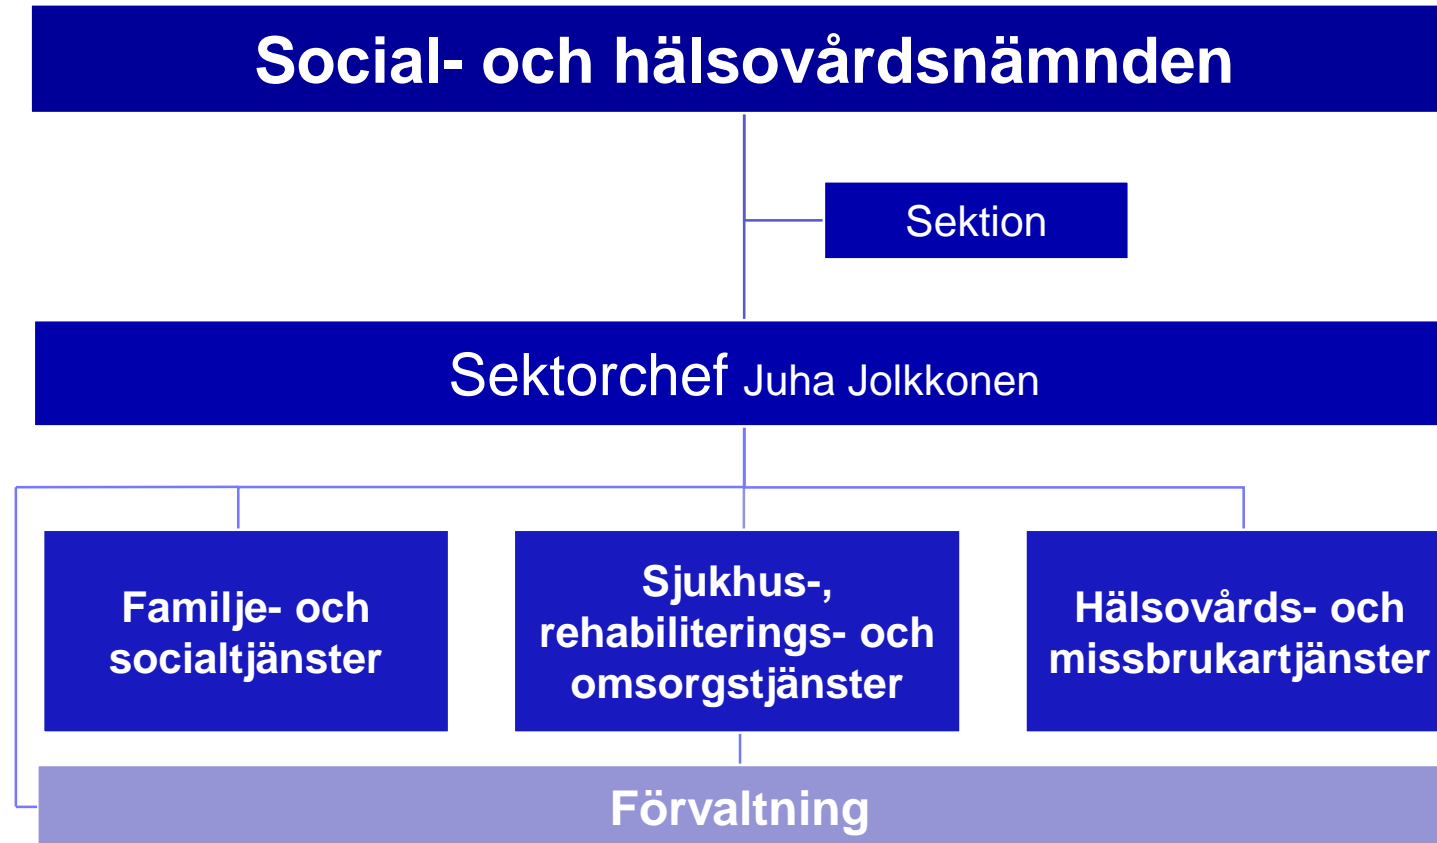 Social- och hälsovårdsnämnden
Sektion
Sektorchef Juha Jolkkonen
Familje- och
socialtjänster
Sjukhus-,
rehabiliterings- och
omsorgstjänster
Hälsovårds- och
missbrukartjänster
Förvaltning